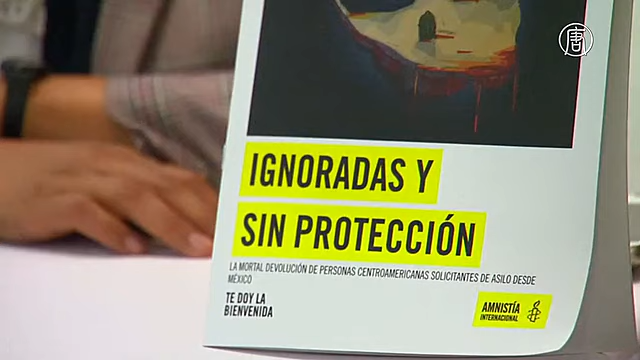 唐
IGNORADAS Y
SIN PROTECCIÓN
LA MORTAL DEVOLUCIÓN DE PERSONAS CENTROAMERICANAS SOLICITANTES DE ASILO DESDE
MÉXICO
TE DOY LA
BIENVENIDA
AMNISTÍA
INTERNACIONAL